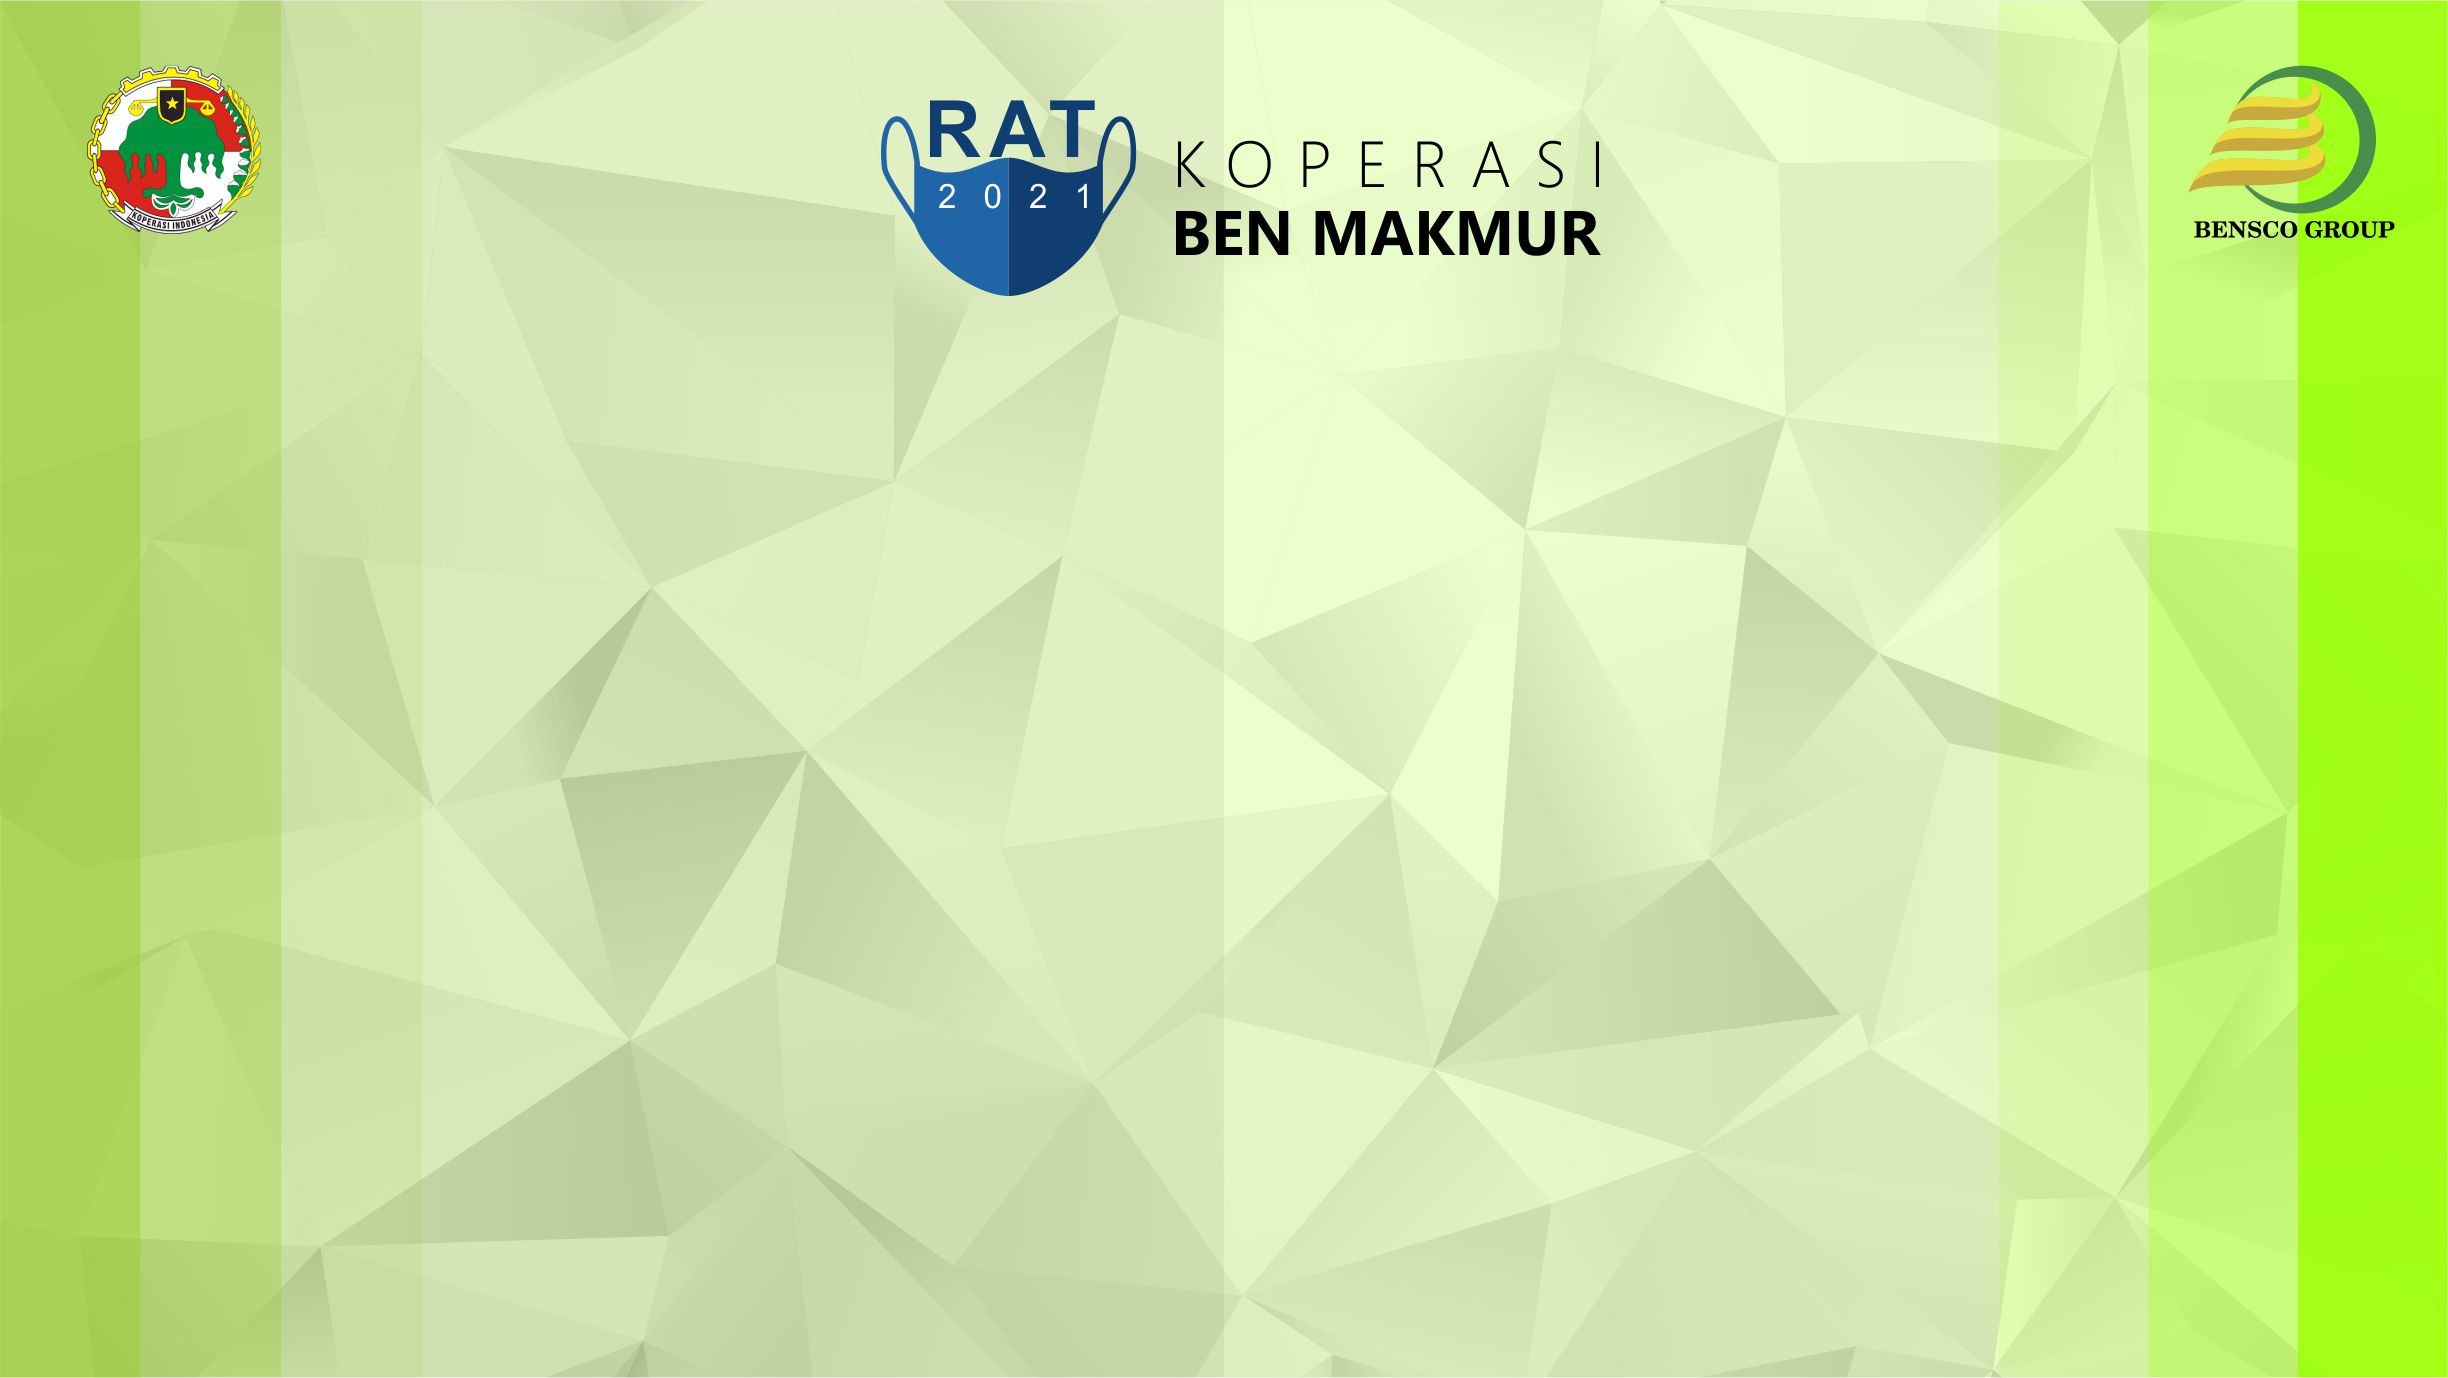 KOPERASI INDONESIA
RAT
2021
KOPERASI
BEN MAKMUR
BENSCO GROUP